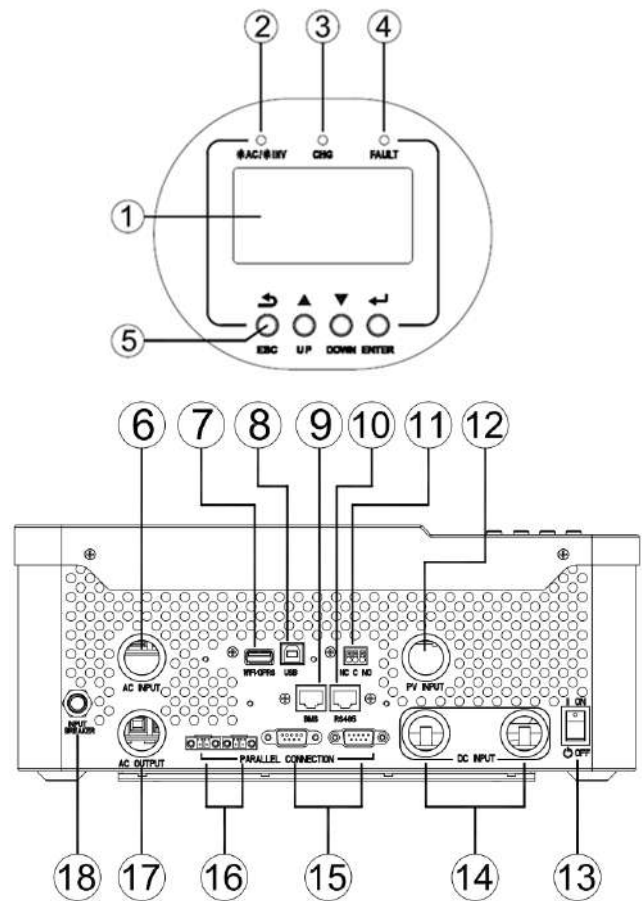 2 3 4
✱AC/✱INV CHG FAULT
1
5
ESC UP DOWN ENTER
6 7 8 9 10 11 12
WIFI/GPRS USB NC C NO
AC INPUT PV INPUT
BMS RS485
I ON
INPUT
BREAKER
AC OUTPUT PARALLEL CONNECTION DC INPUT OFF
18 17 16 15 14 13